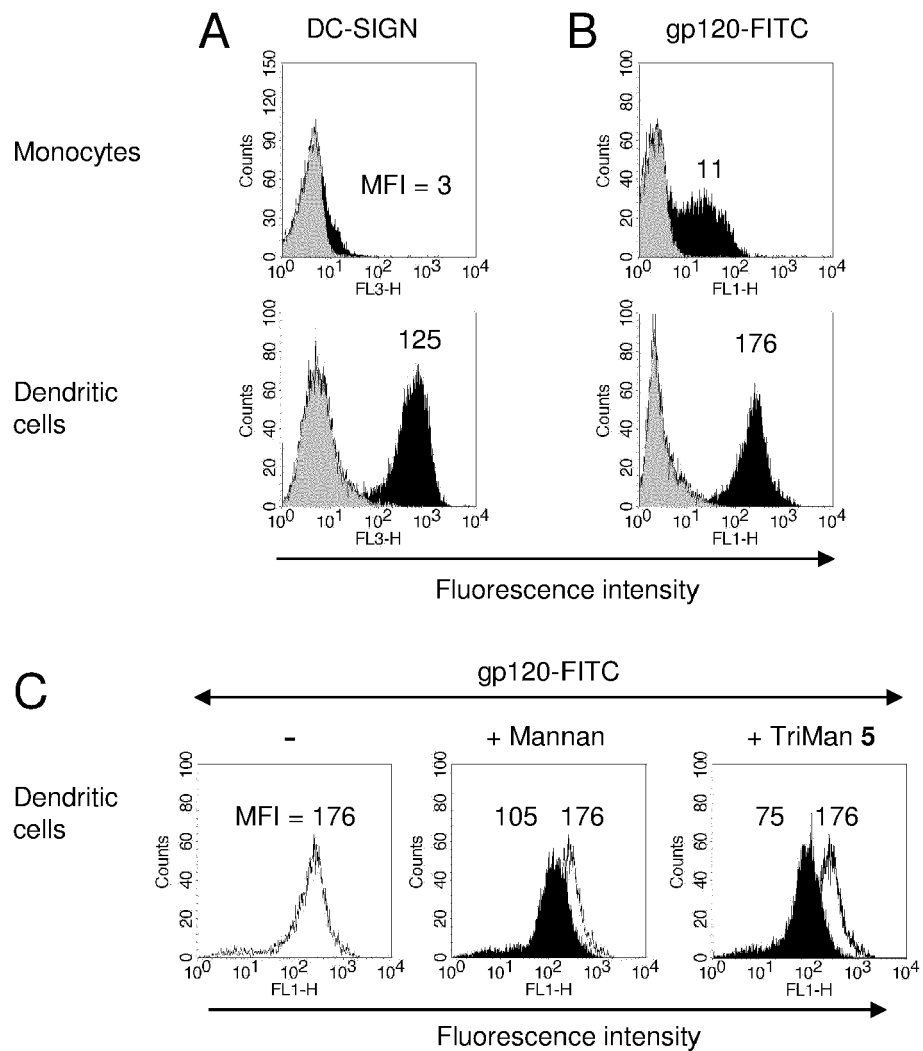 A
DC-SIGN
B
gp120-FITC
Monocytes
Counts
150
120
90
60
30
0
MFI = 3
10^0 10^1 10^2 10^3 10^4
FL3-H
Counts
100
80
60
40
20
0
11
10^0 10^1 10^2 10^3 10^4
FL1-H
Dendritic
cells
Counts
100
80
60
40
20
0
125
10^0 10^1 10^2 10^3 10^4
FL3-H
Counts
100
80
60
40
20
0
176
10^0 10^1 10^2 10^3 10^4
FL1-H
Fluorescence intensity
C
gp120-FITC
-
+ Mannan
+ TriMan 5
Dendritic
cells
Counts
100
80
60
40
20
0
MFI = 176
10^0 10^1 10^2 10^3 10^4
FL1-H
Counts
100
80
60
40
20
0
105 176
10^0 10^1 10^2 10^3 10^4
FL1-H
Counts
100
80
60
40
20
0
75 176
10^0 10^1 10^2 10^3 10^4
FL1-H
Fluorescence intensity